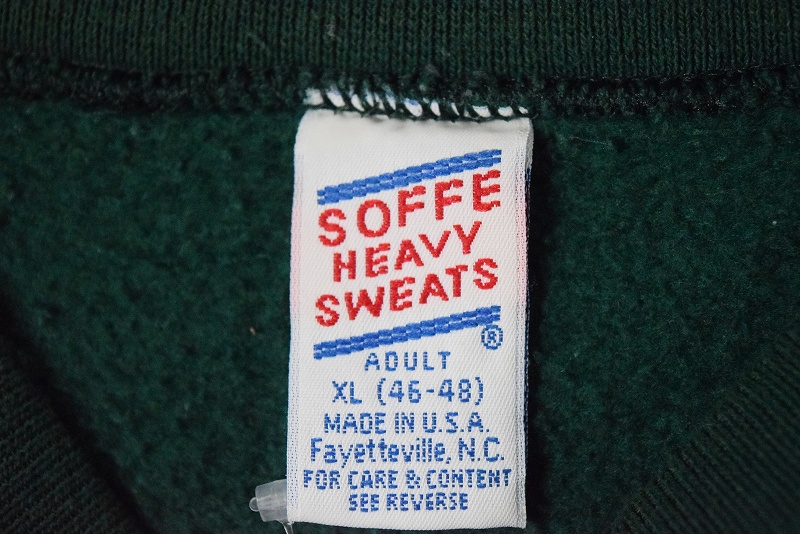 SOFFE
HEAVY
SWEATS
®
ADULT
XL (46-48)
MADE IN U.S.A.
Fayetteville, N.C.
FOR CARE & CONTENT
SEE REVERSE